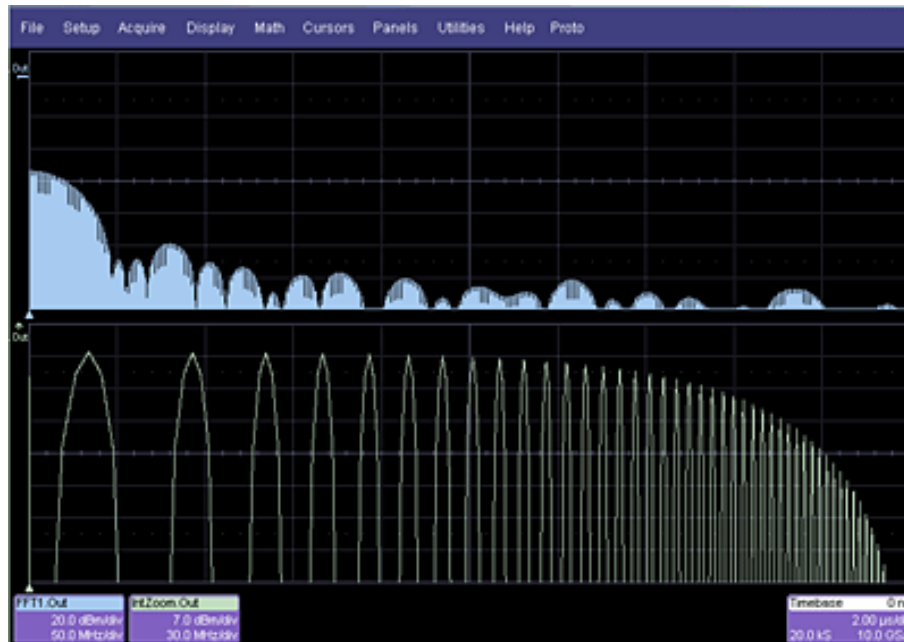 File Setup Acquire Display Math Cursors Panels Utilities Help Proto
Out
Out
FFT1.Out
20.0 dBm/div
50.0 MHz/div
IntZoom.Out
7.0 dBm/div
30.0 MHz/div
Timebase 0 n
2.00 µs/d
20.0 kS 10.0 GS